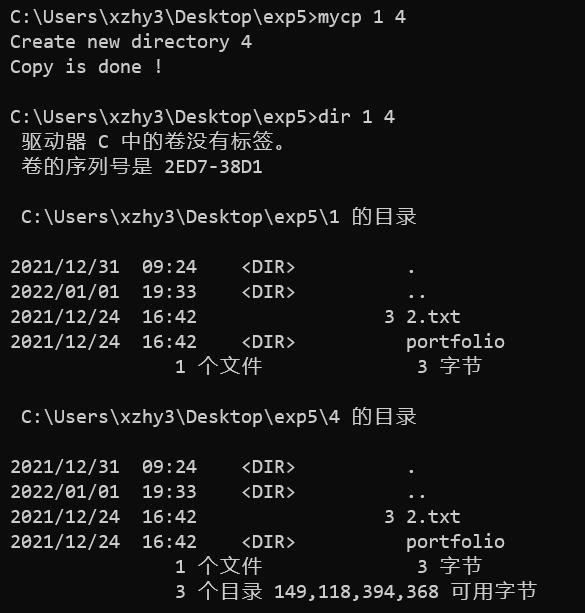 C:\Users\xzhy3\Desktop\exp5>mycp 1 4
Create new directory 4
Copy is done !
C:\Users\xzhy3\Desktop\exp5>dir 1 4
驱动器 C 中的卷没有标签。
卷的序列号是 2ED7-38D1
C:\Users\xzhy3\Desktop\exp5\1 的目录
2021/12/31  09:24    <DIR>          .
2022/01/01  19:33    <DIR>          ..
2021/12/24  16:42                 3 2.txt
2021/12/24  16:42    <DIR>          portfolio
1 个文件              3 字节
C:\Users\xzhy3\Desktop\exp5\4 的目录
2021/12/31  09:24    <DIR>          .
2022/01/01  19:33    <DIR>          ..
2021/12/24  16:42                 3 2.txt
2021/12/24  16:42    <DIR>          portfolio
1 个文件              3 字节
3 个目录 149,118,394,368 可用字节